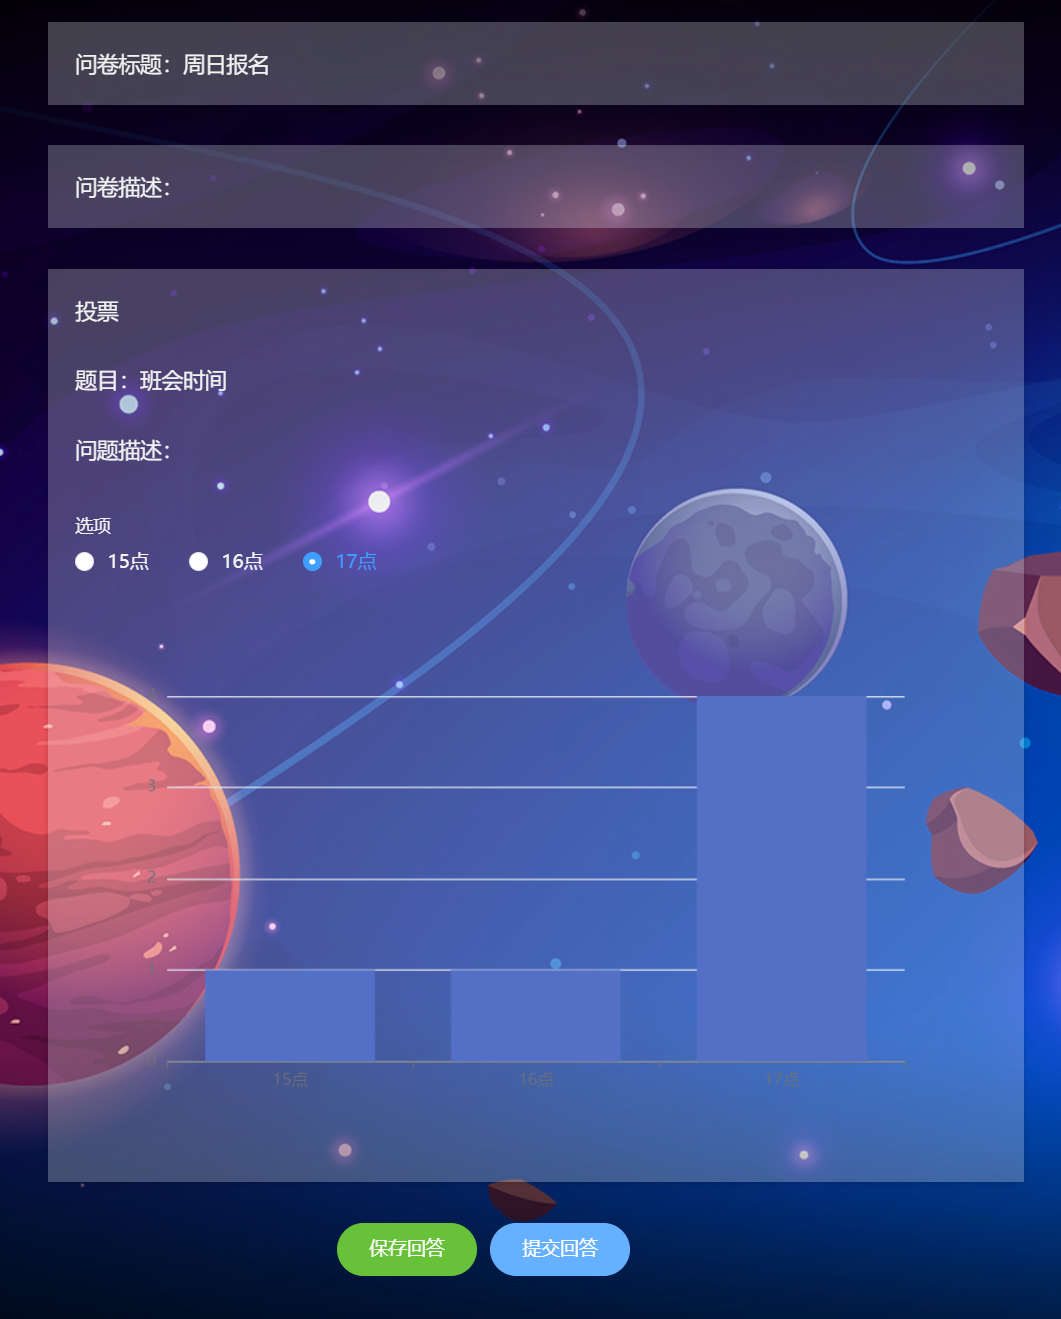 问卷标题：周日报名
问卷描述：
投票
题目：班会时间
问题描述：
选项
15点 16点 17点
3
2
1
0
15点 16点 17点
保存回答 提交回答